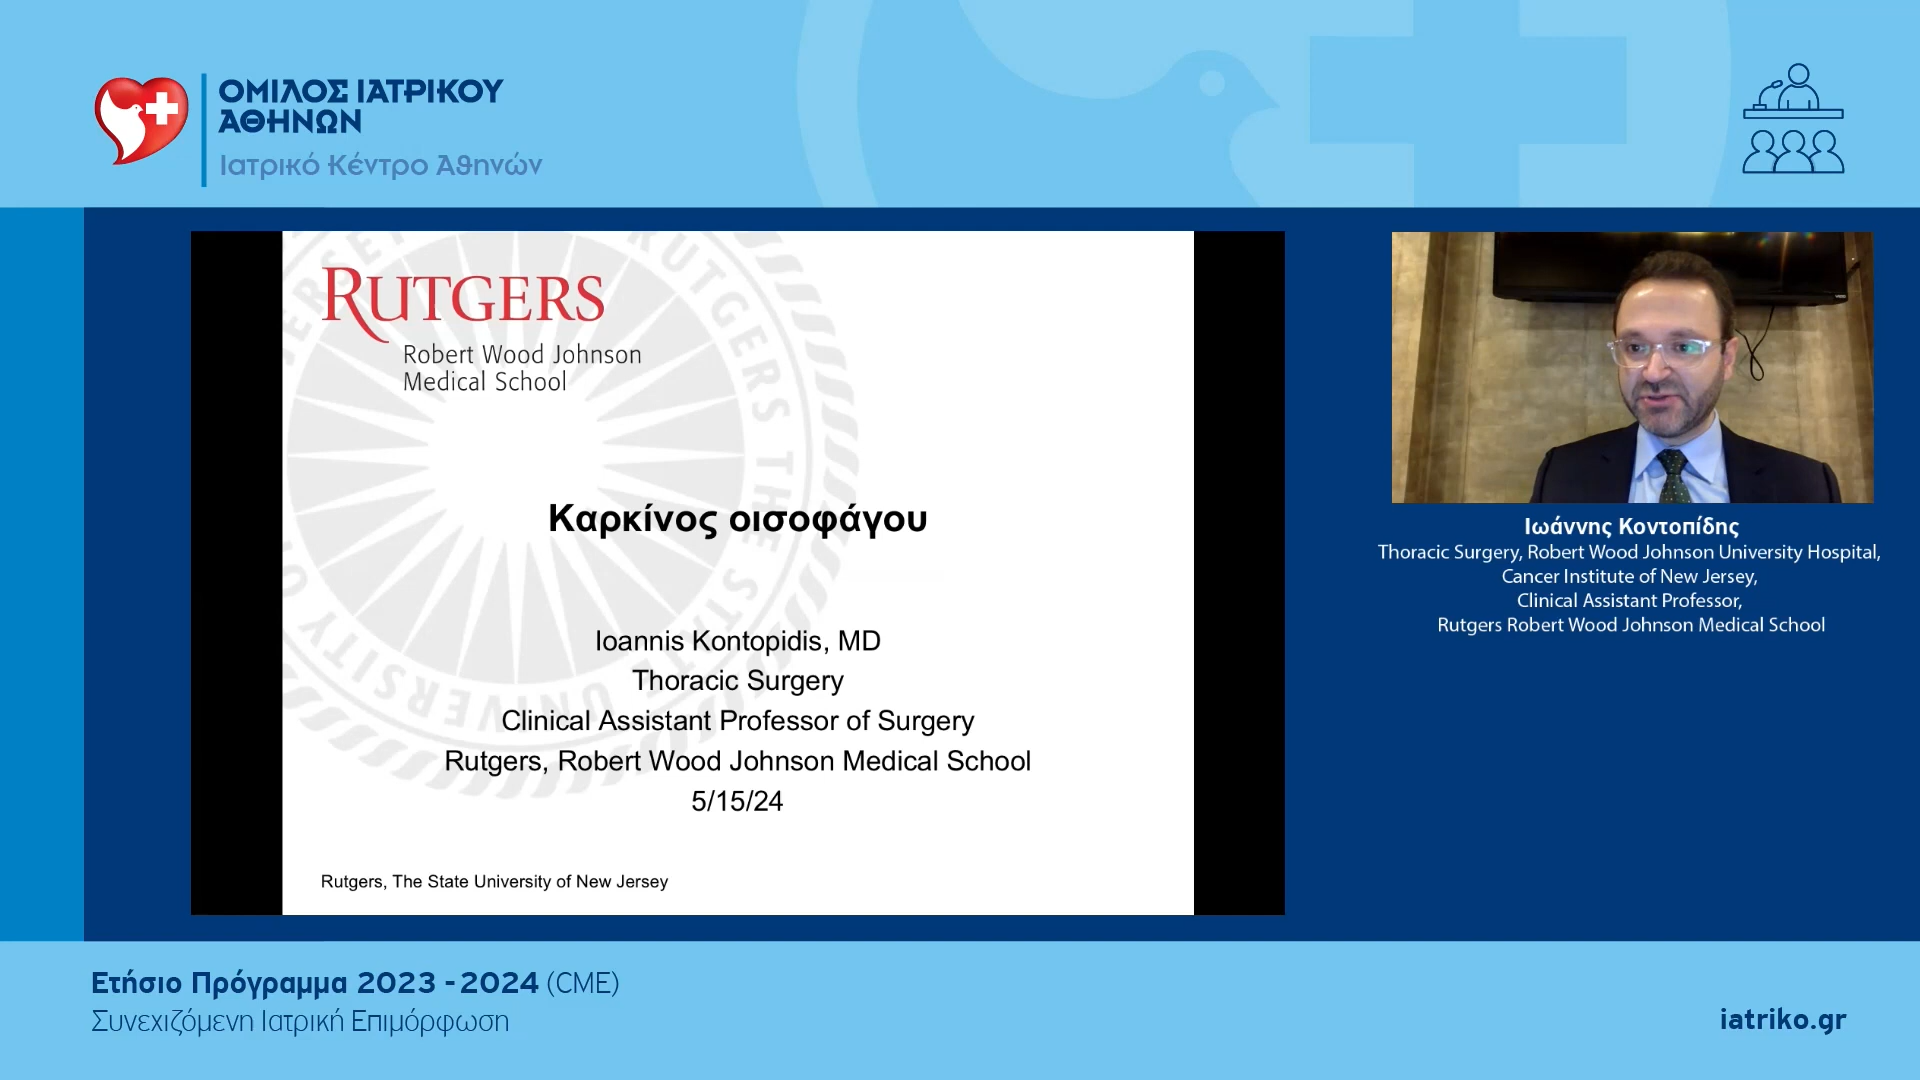 ΟΜΙΛΟΣ ΙΑΤΡΙΚΟΥ
ΑΘΗΝΩΝ
Ιατρικό Κέντρο Αθηνών
RUTGERS
Robert Wood Johnson
Medical School
Καρκίνος οισοφάγου
Ioannis Kontopidis, MD
Thoracic Surgery
Clinical Assistant Professor of Surgery
Rutgers, Robert Wood Johnson Medical School
5/15/24
Rutgers, The State University of New Jersey
Ιωάννης Κοντοπίδης
Thoracic Surgery, Robert Wood Johnson University Hospital,
Cancer Institute of New Jersey,
Clinical Assistant Professor,
Rutgers Robert Wood Johnson Medical School
Ετήσιο Πρόγραμμα 2023 - 2024 (CME)
Συνεχιζόμενη Ιατρική Επιμόρφωση
iatriko.gr